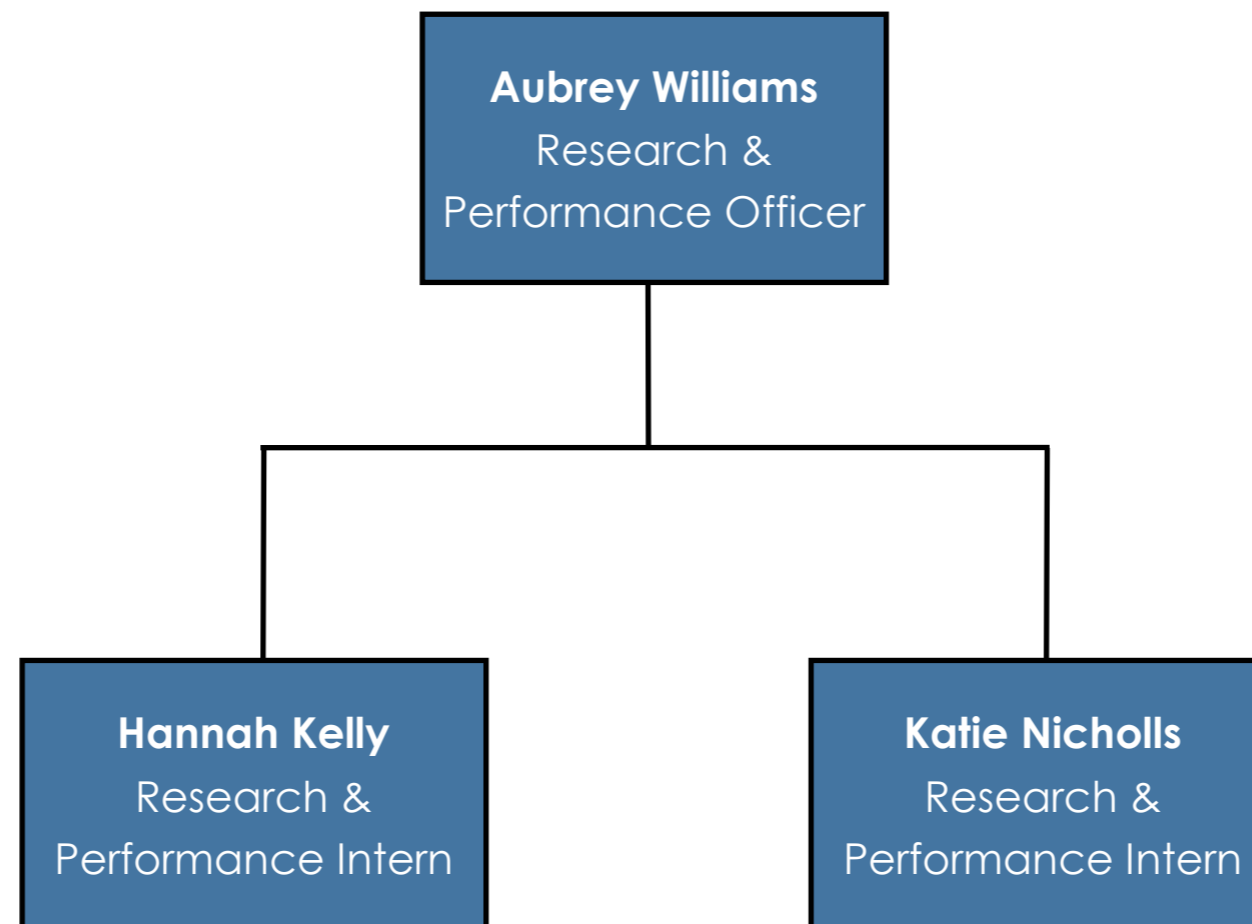 Aubrey Williams
Research &
Performance Officer
Hannah Kelly
Research &
Performance Intern
Katie Nicholls
Research &
Performance Intern